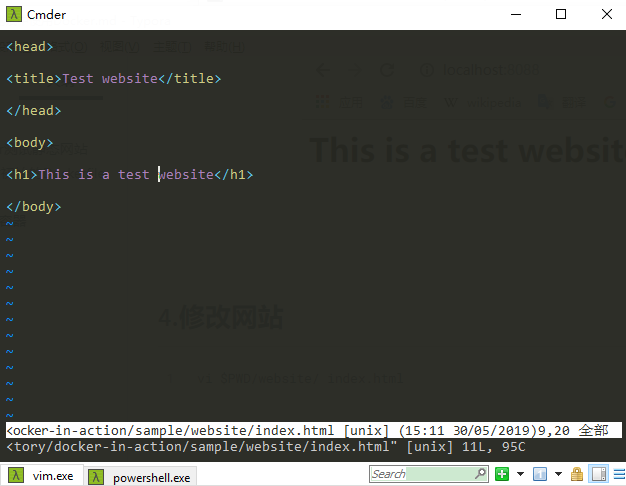 Cmder
<head>
<title>Test website</title>
</head>
<body>
<h1>This is a test website</h1>
</body>
~
~
~
~
~
~
~
~
~
~
~
~
~
This is a test websit
4.修改网站
<ocker-in-action/sample/website/index.html [unix] (15:11 30/05/2019)9,20 全部
<tory/docker-in-action/sample/website/index.html" [unix] 11L, 95C
vim.exe
powershell.exe
Search